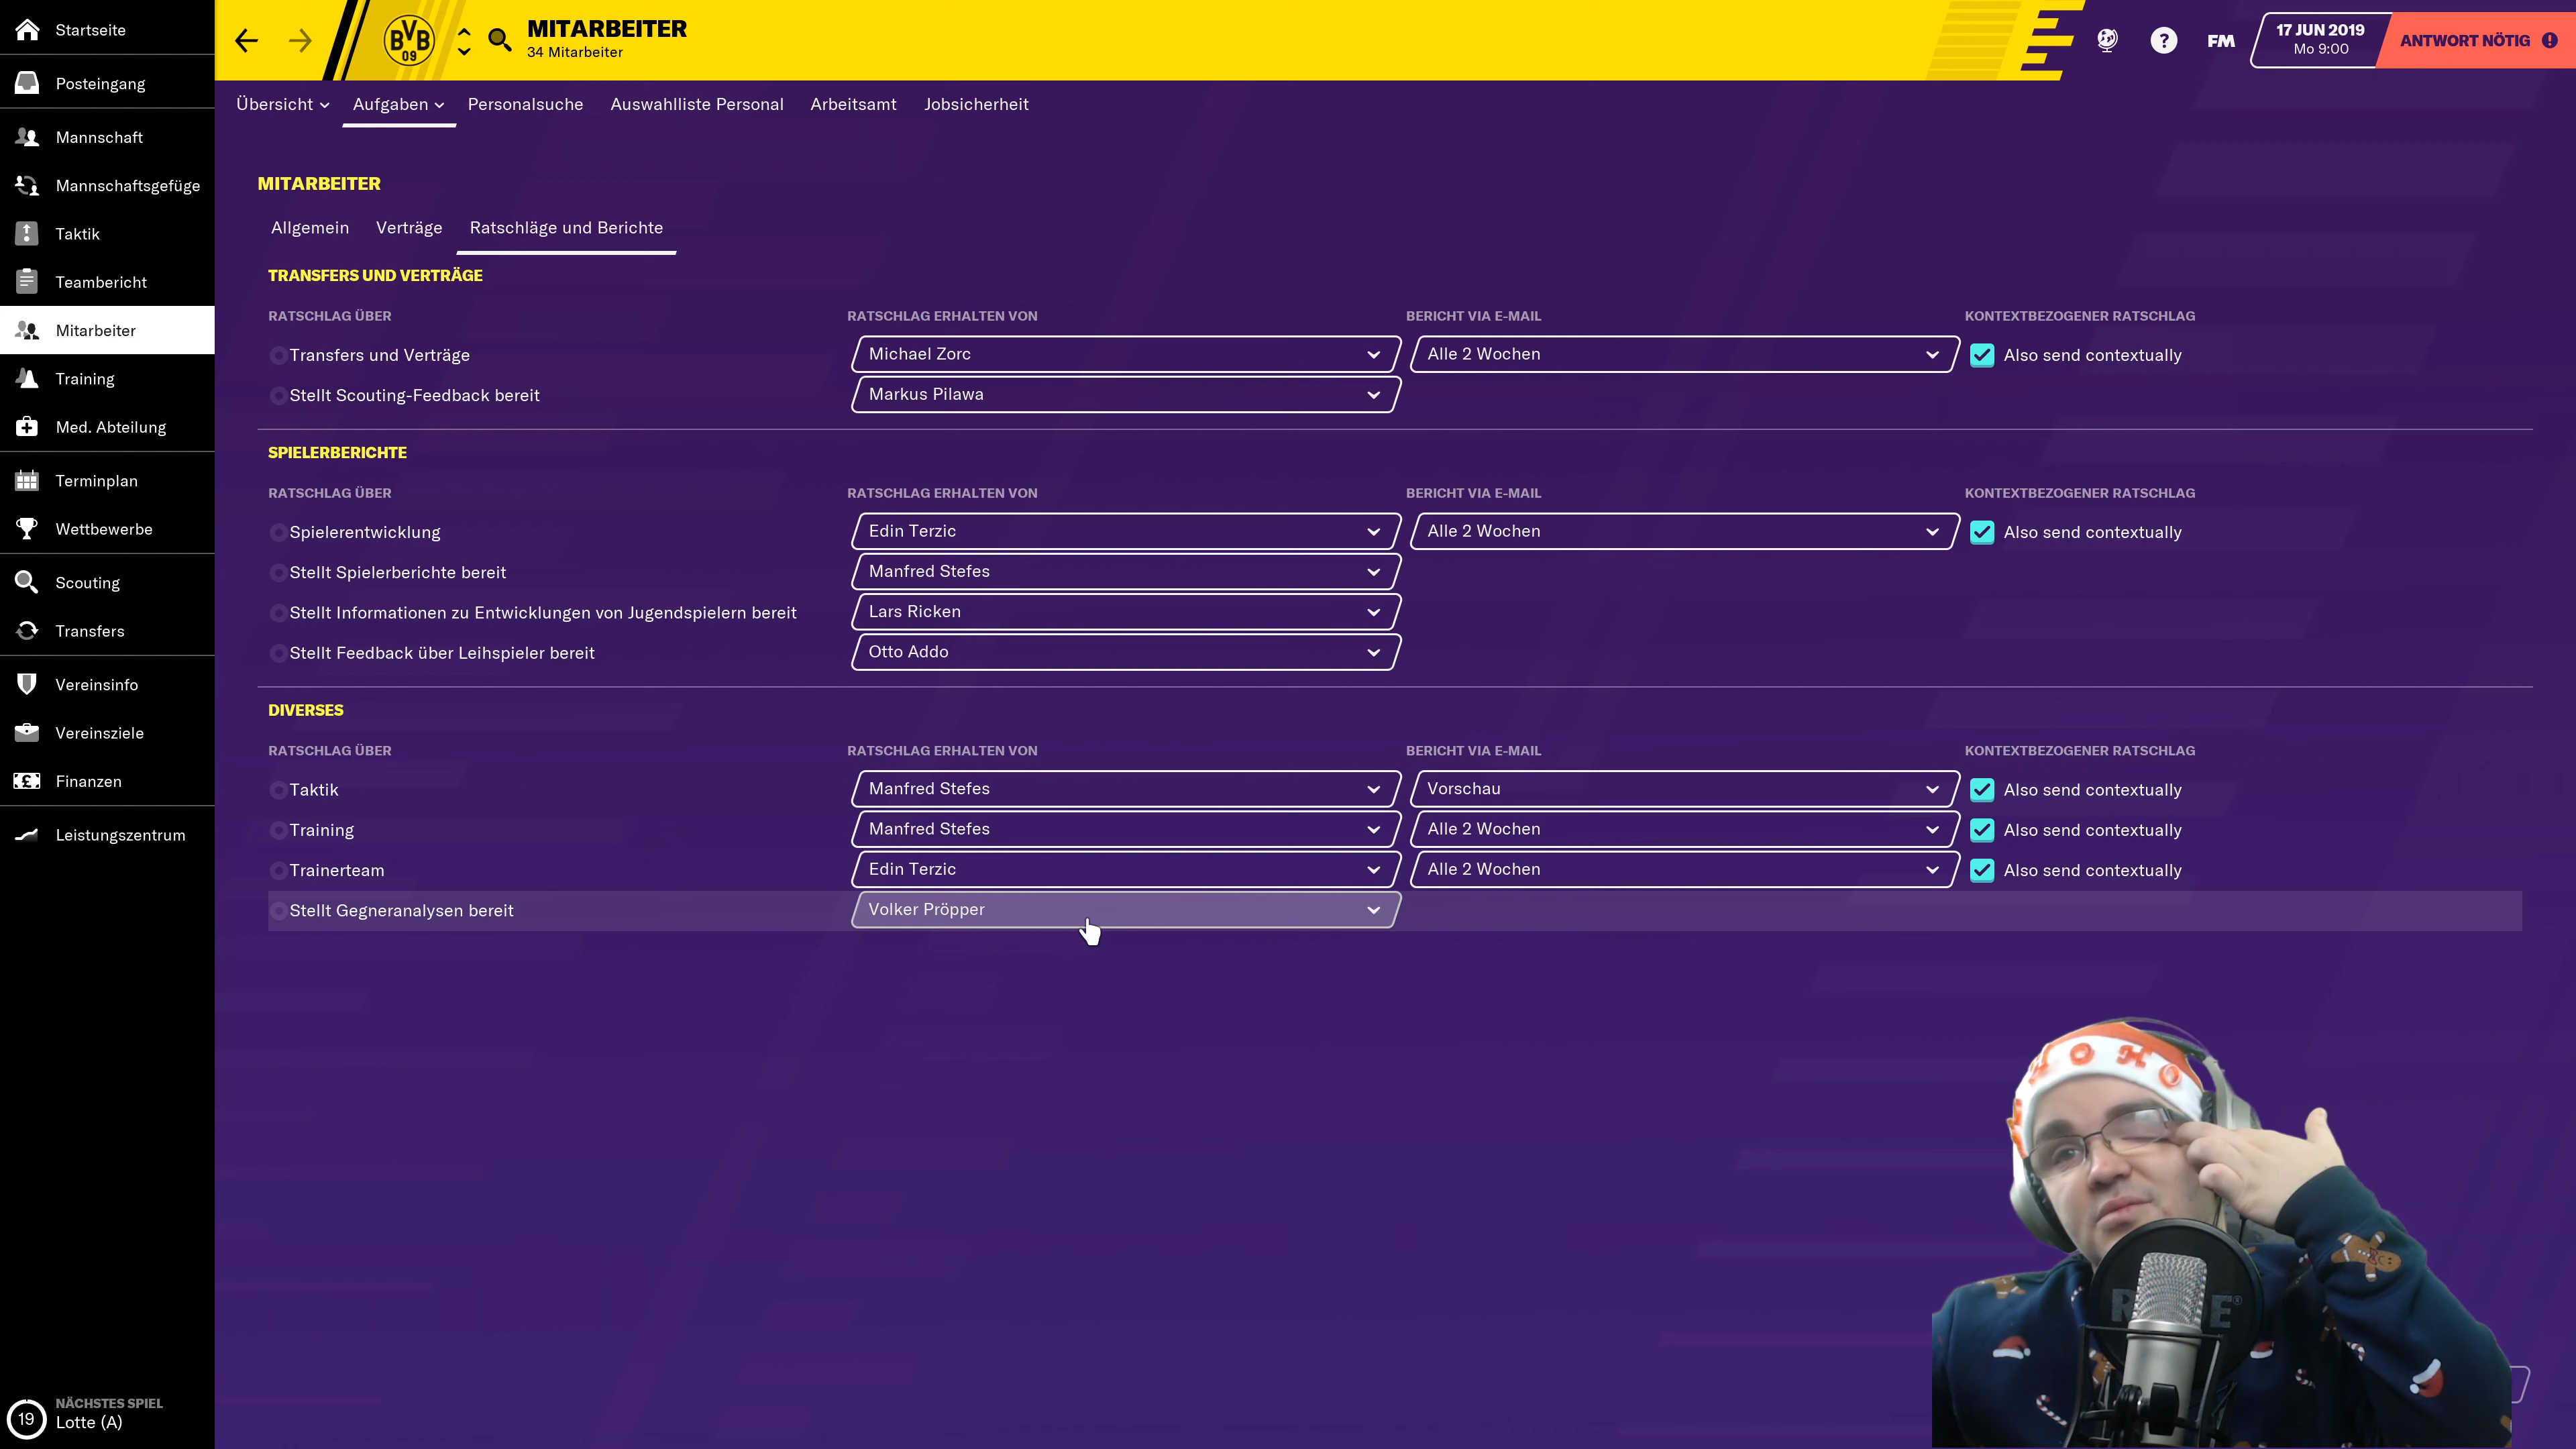 Startseite
Posteingang
Mannschaft
Mannschaftsgefüge
Taktik
Teambericht
Mitarbeiter
Training
Med. Abteilung
Terminplan
Wettbewerbe
Scouting
Transfers
Vereinsinfo
Vereinsziele
Finanzen
Leistungszentrum
19
NÄCHSTES SPIEL
Lotte (A)
BVB
09
MITARBEITER
34 Mitarbeiter
?
FM
17 JUN 2019
Mo 9:00
ANTWORT NÖTIG
Übersicht Aufgaben Personalsuche Auswahlliste Personal Arbeitsamt Jobsicherheit
MITARBEITER
Allgemein Verträge Ratschläge und Berichte
TRANSFERS UND VERTRÄGE
RATSCHLAG ÜBER RATSCHLAG ERHALTEN VON BERICHT VIA E-MAIL KONTEXTBEZOGENER RATSCHLAG
Transfers und Verträge Michael Zorc Alle 2 Wochen Also send contextually
Stellt Scouting-Feedback bereit Markus Pilawa
SPIELERBERICHTE
RATSCHLAG ÜBER RATSCHLAG ERHALTEN VON BERICHT VIA E-MAIL KONTEXTBEZOGENER RATSCHLAG
Spielerentwicklung Edin Terzic Alle 2 Wochen Also send contextually
Stellt Spielerberichte bereit Manfred Stefes
Stellt Informationen zu Entwicklungen von Jugendspielern bereit Lars Ricken
Stellt Feedback über Leihspieler bereit Otto Addo
DIVERSES
RATSCHLAG ÜBER RATSCHLAG ERHALTEN VON BERICHT VIA E-MAIL KONTEXTBEZOGENER RATSCHLAG
Taktik Manfred Stefes Vorschau Also send contextually
Training Manfred Stefes Alle 2 Wochen Also send contextually
Trainerteam Edin Terzic Alle 2 Wochen Also send contextually
Stellt Gegneranalysen bereit Volker Pröpper